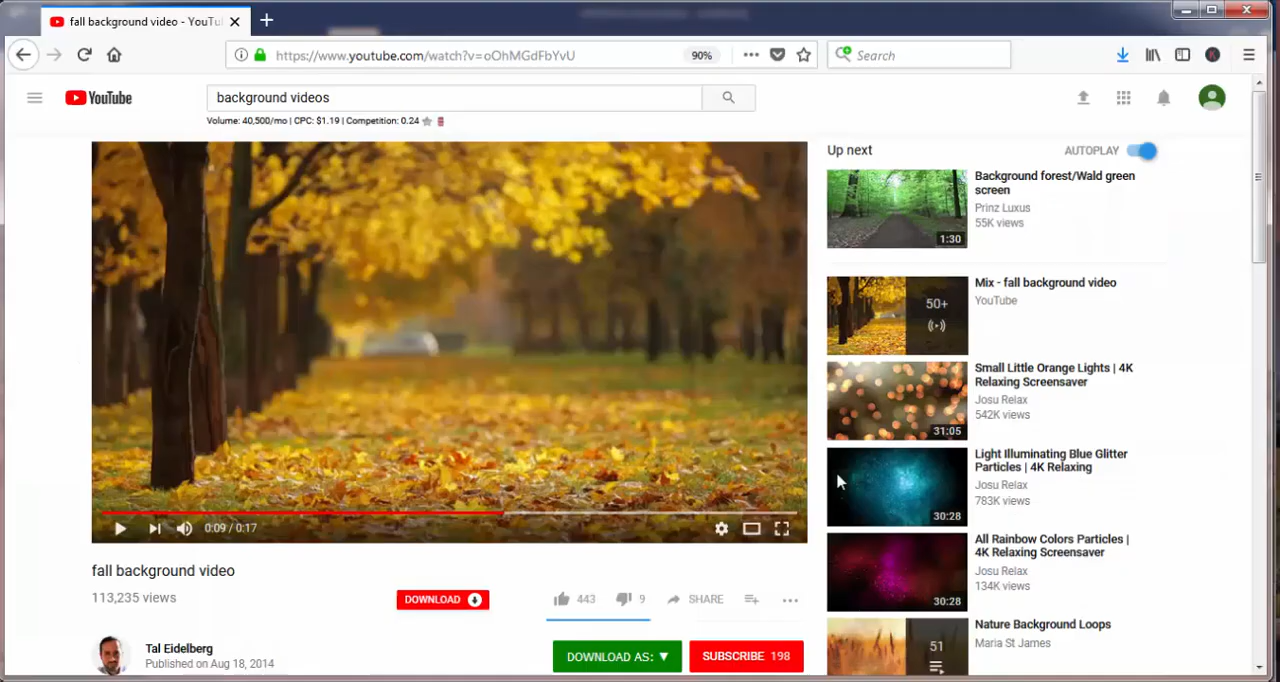 fall background video - YouTu
https://www.youtube.com/watch?v=oOhMGdFbYvU
90%
Search
YouTube
background videos
Volume: 40,500/mo | CPC: $1.19 | Competition: 0.24
Up next
AUTOPLAY
Background forest/Wald green
screen
Prinz Luxus
55K views
1:30
Mix - fall background video
YouTube
50+
Small Little Orange Lights | 4K
Relaxing Screensaver
Josu Relax
542K views
31:05
Light Illuminating Blue Glitter
Particles | 4K Relaxing
Josu Relax
783K views
30:28
All Rainbow Colors Particles |
4K Relaxing Screensaver
Josu Relax
134K views
30:28
Nature Background Loops
Maria St James
51
0:09 / 0:17
fall background video
113,235 views
DOWNLOAD
443
9
SHARE
Tal Eidelberg
Published on Aug 18, 2014
DOWNLOAD AS: ▼
SUBSCRIBE 198